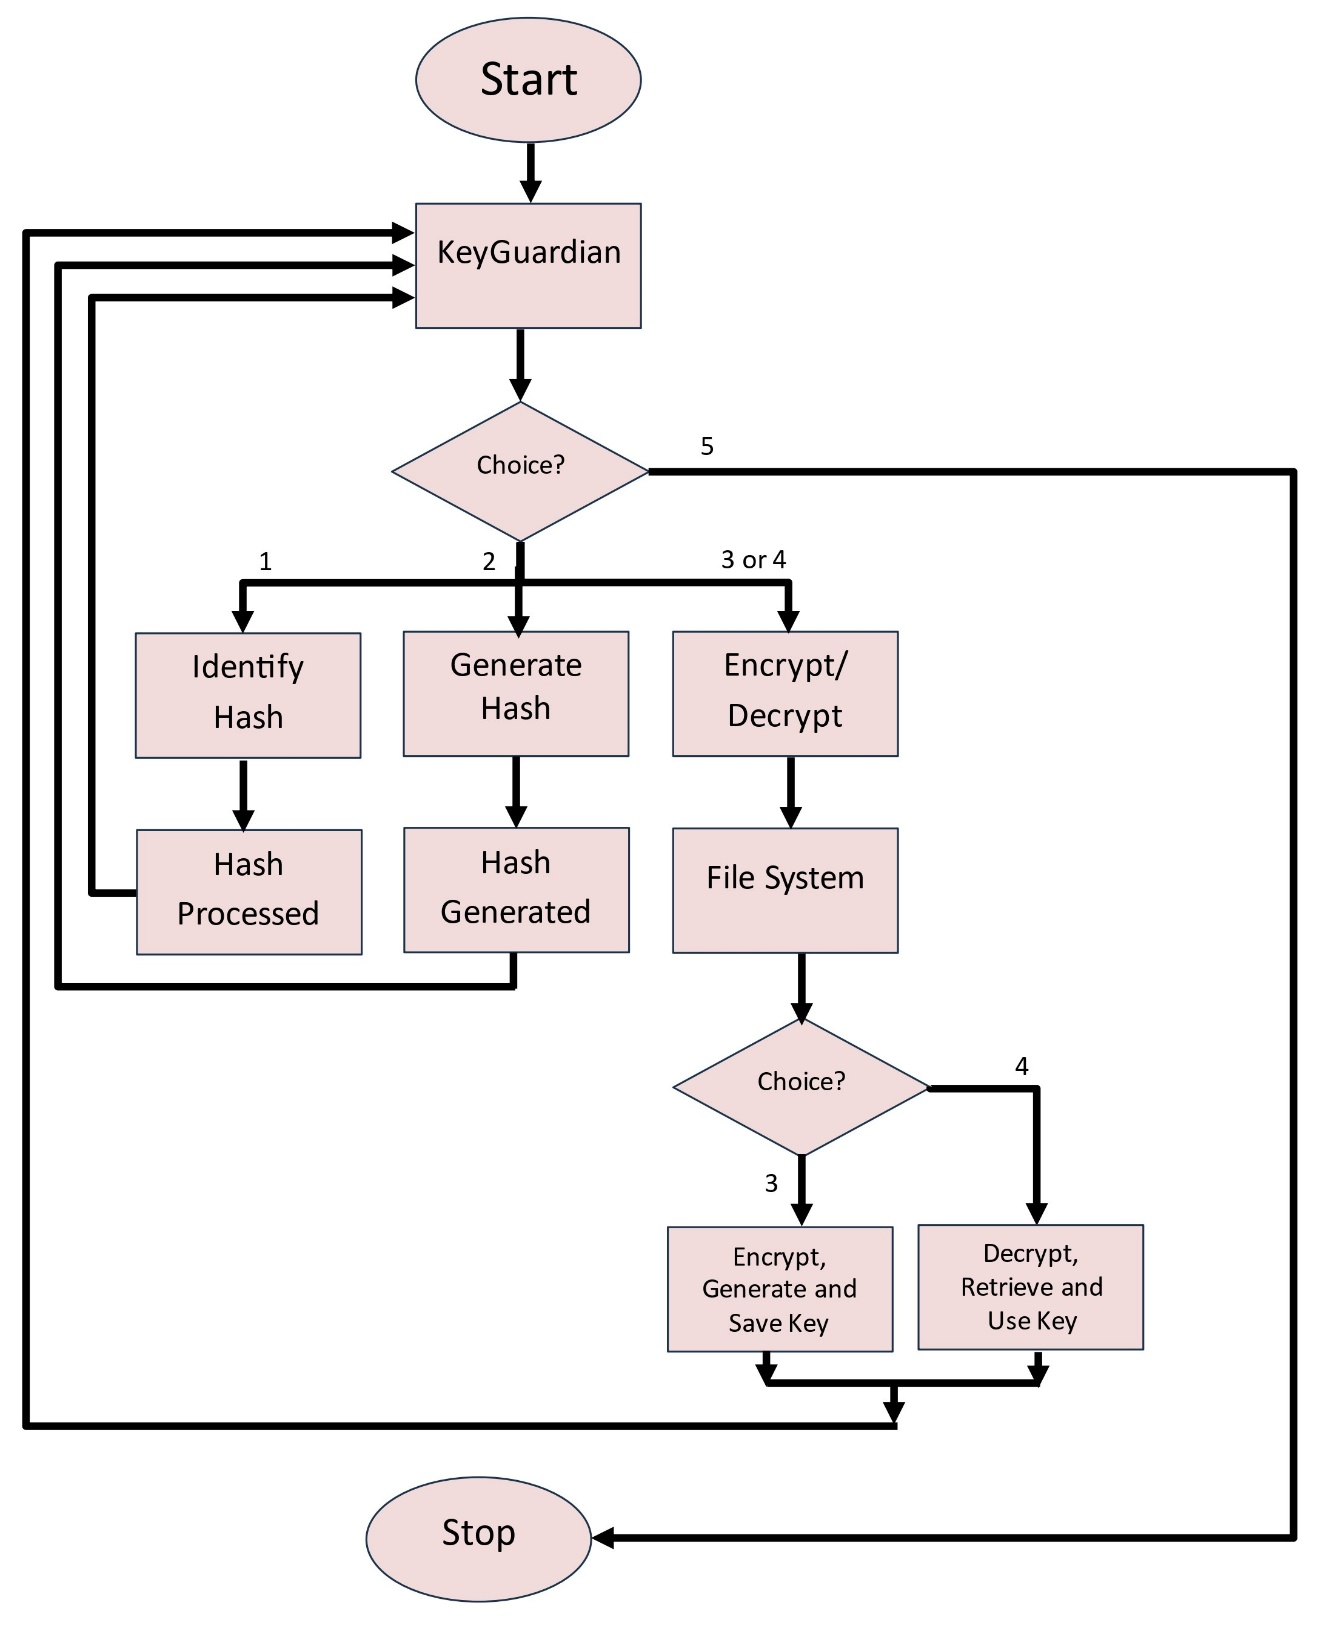 Start
KeyGuardian
Choice?
5
1
2
3 or 4
Identify
Hash
Generate
Hash
Encrypt/
Decrypt
Hash
Processed
Hash
Generated
File System
Choice?
4
3
Encrypt,
Generate and
Save Key
Decrypt,
Retrieve and
Use Key
Stop